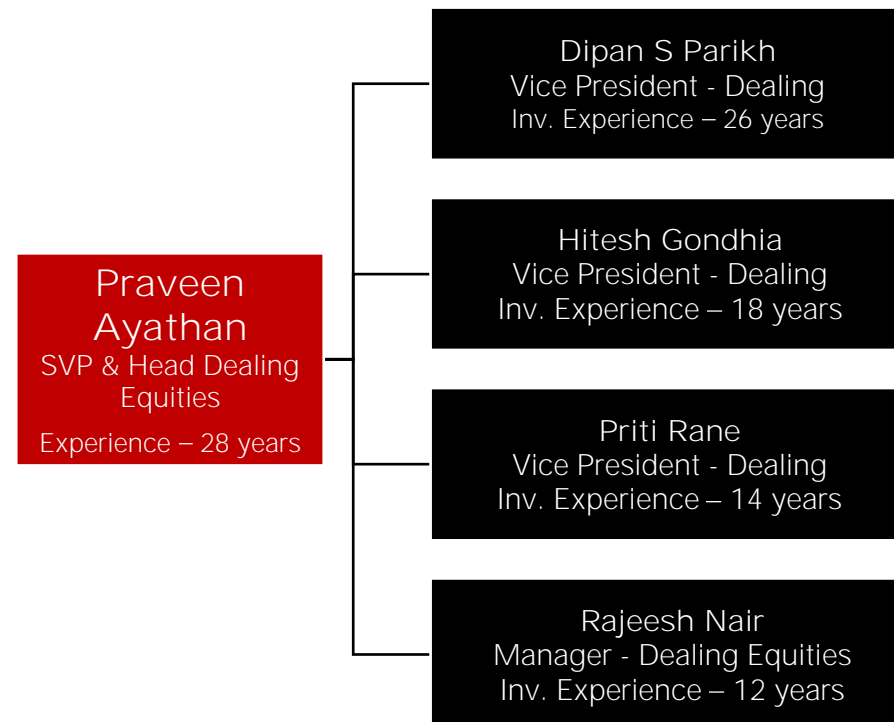 Praveen
Ayathan
SVP & Head Dealing
Equities
Experience – 28 years
Dipan S Parikh
Vice President - Dealing
Inv. Experience – 26 years
Hitesh Gondhia
Vice President - Dealing
Inv. Experience – 18 years
Priti Rane
Vice President - Dealing
Inv. Experience – 14 years
Rajeesh Nair
Manager - Dealing Equities
Inv. Experience – 12 years